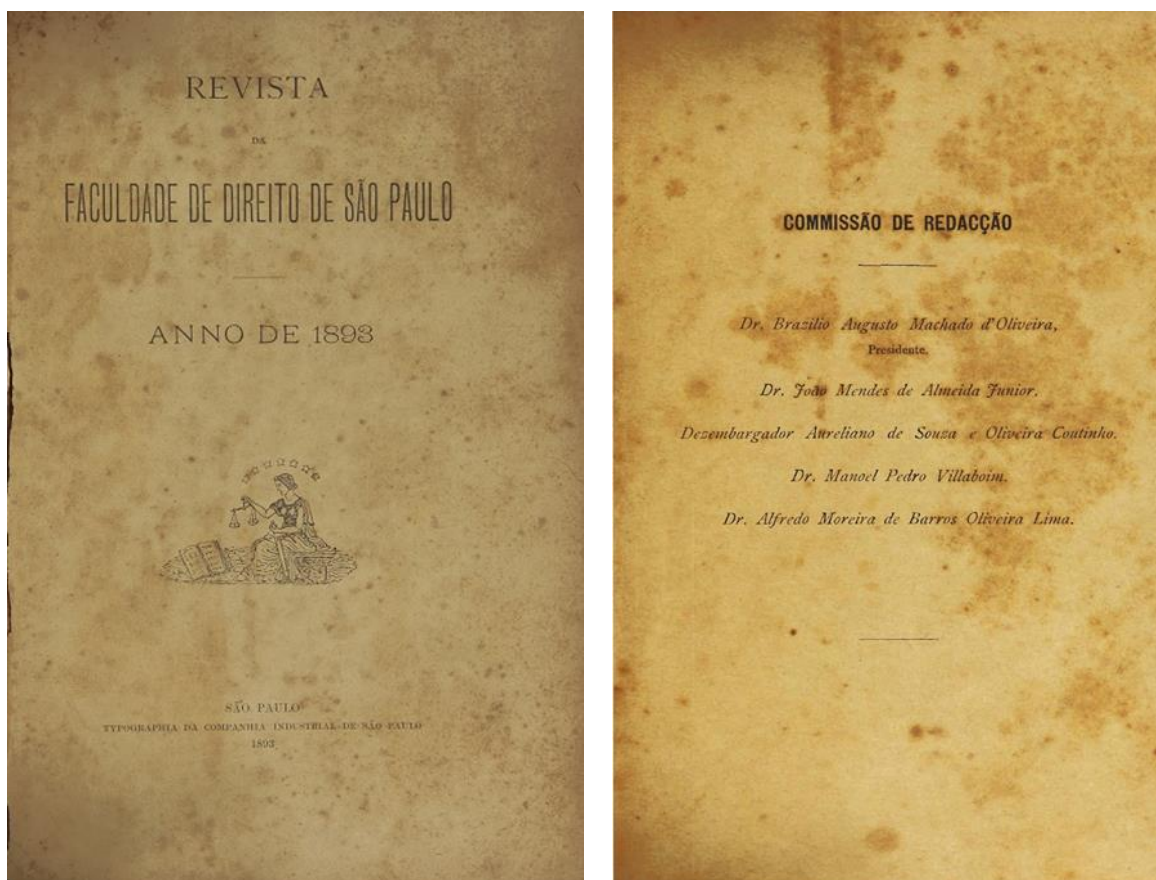 REVISTA
DA
FACULDADE DE DIREITO DE SÃO PAULO
ANNO DE 1893
SÃO PAULO
TYPOGRAPHIA DA COMPANHIA INDUSTRIAL DE SÃO PAULO
1893
COMMISSÃO DE REDACÇÃO
Dr. Brazilio Augusto Machado d'Oliveira,
Presidente.
Dr. João Mendes de Almeida Junior.
Dezembargador Aureliano de Souza e Oliveira Coutinho.
Dr. Manoel Pedro Villaboim.
Dr. Alfredo Moreira de Barros Oliveira Lima.